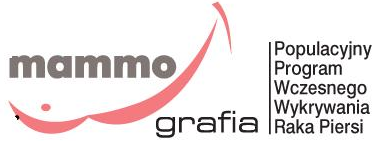 mammo
grafia
Populacyjny
Program
Wczesnego
Wykrywania
Raka Piersi